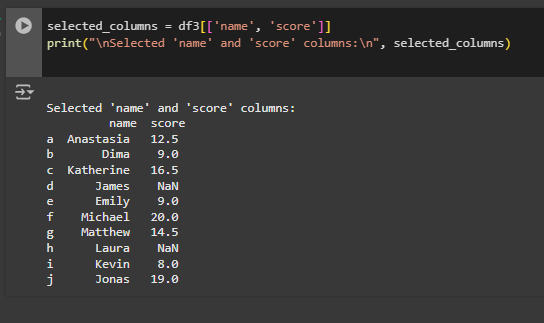 selected_columns = df3[['name', 'score']]
print("\nSelected 'name' and 'score' columns:\n", selected_columns)
Selected 'name' and 'score' columns:
         name  score
a  Anastasia   12.5
b       Dima    9.0
c  Katherine   16.5
d      James    NaN
e      Emily    9.0
f    Michael   20.0
g    Matthew   14.5
h      Laura    NaN
i      Kevin    8.0
j      Jonas   19.0